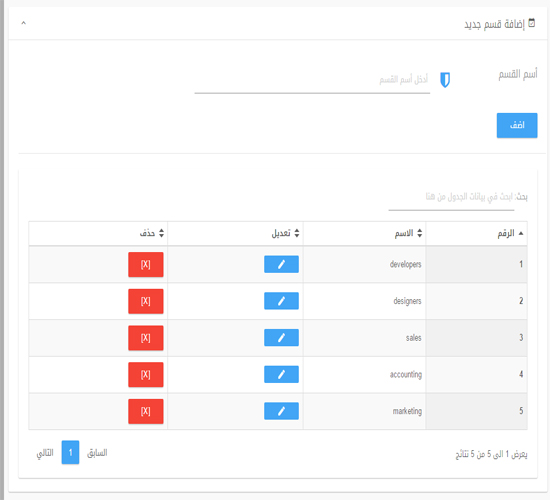 إضافة قسم جديد
أسم القسم
أدخل أسم القسم
اضف
بحث: ابحث في بيانات الجدول من هنا
الرقم الاسم تعديل حذف
1 developers [X]
2 designers [X]
3 sales [X]
4 accounting [X]
5 marketing [X]
يعرض 1 الى 5 من 5 نتائج
السابق 1 التالي